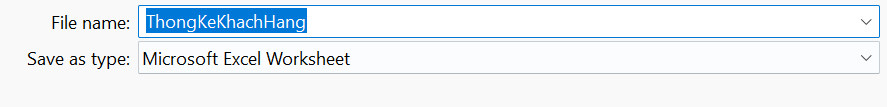 File name: ThongKeKhachHang
Save as type: Microsoft Excel Worksheet